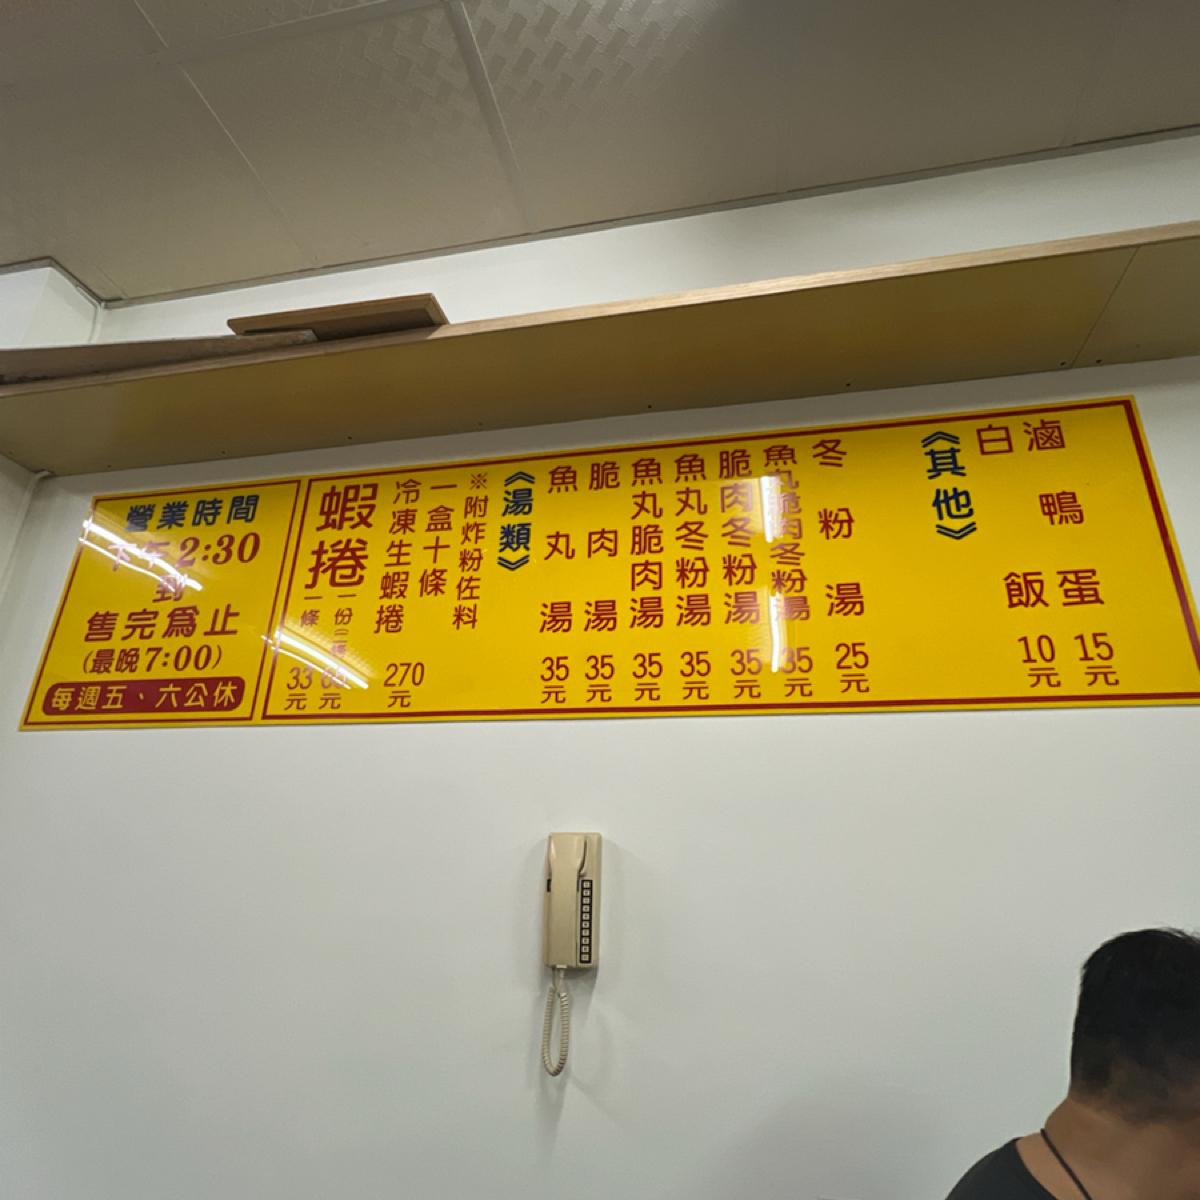 營業時間
下午2:30
到
售完為止
(最晚7:00)
每週五、六公休
蝦捲
一條
33元
一份
元
冷凍生蝦捲
一盒十條
270元
※附炸粉佐料
《湯類》
魚丸湯
35元
脆肉湯
35元
魚丸脆肉湯
35元
魚丸冬粉湯
35元
脆肉冬粉湯
35元
魚丸脆肉冬粉湯
35元
冬粉湯
25元
《其他》
白飯
10元
滷鴨蛋
15元